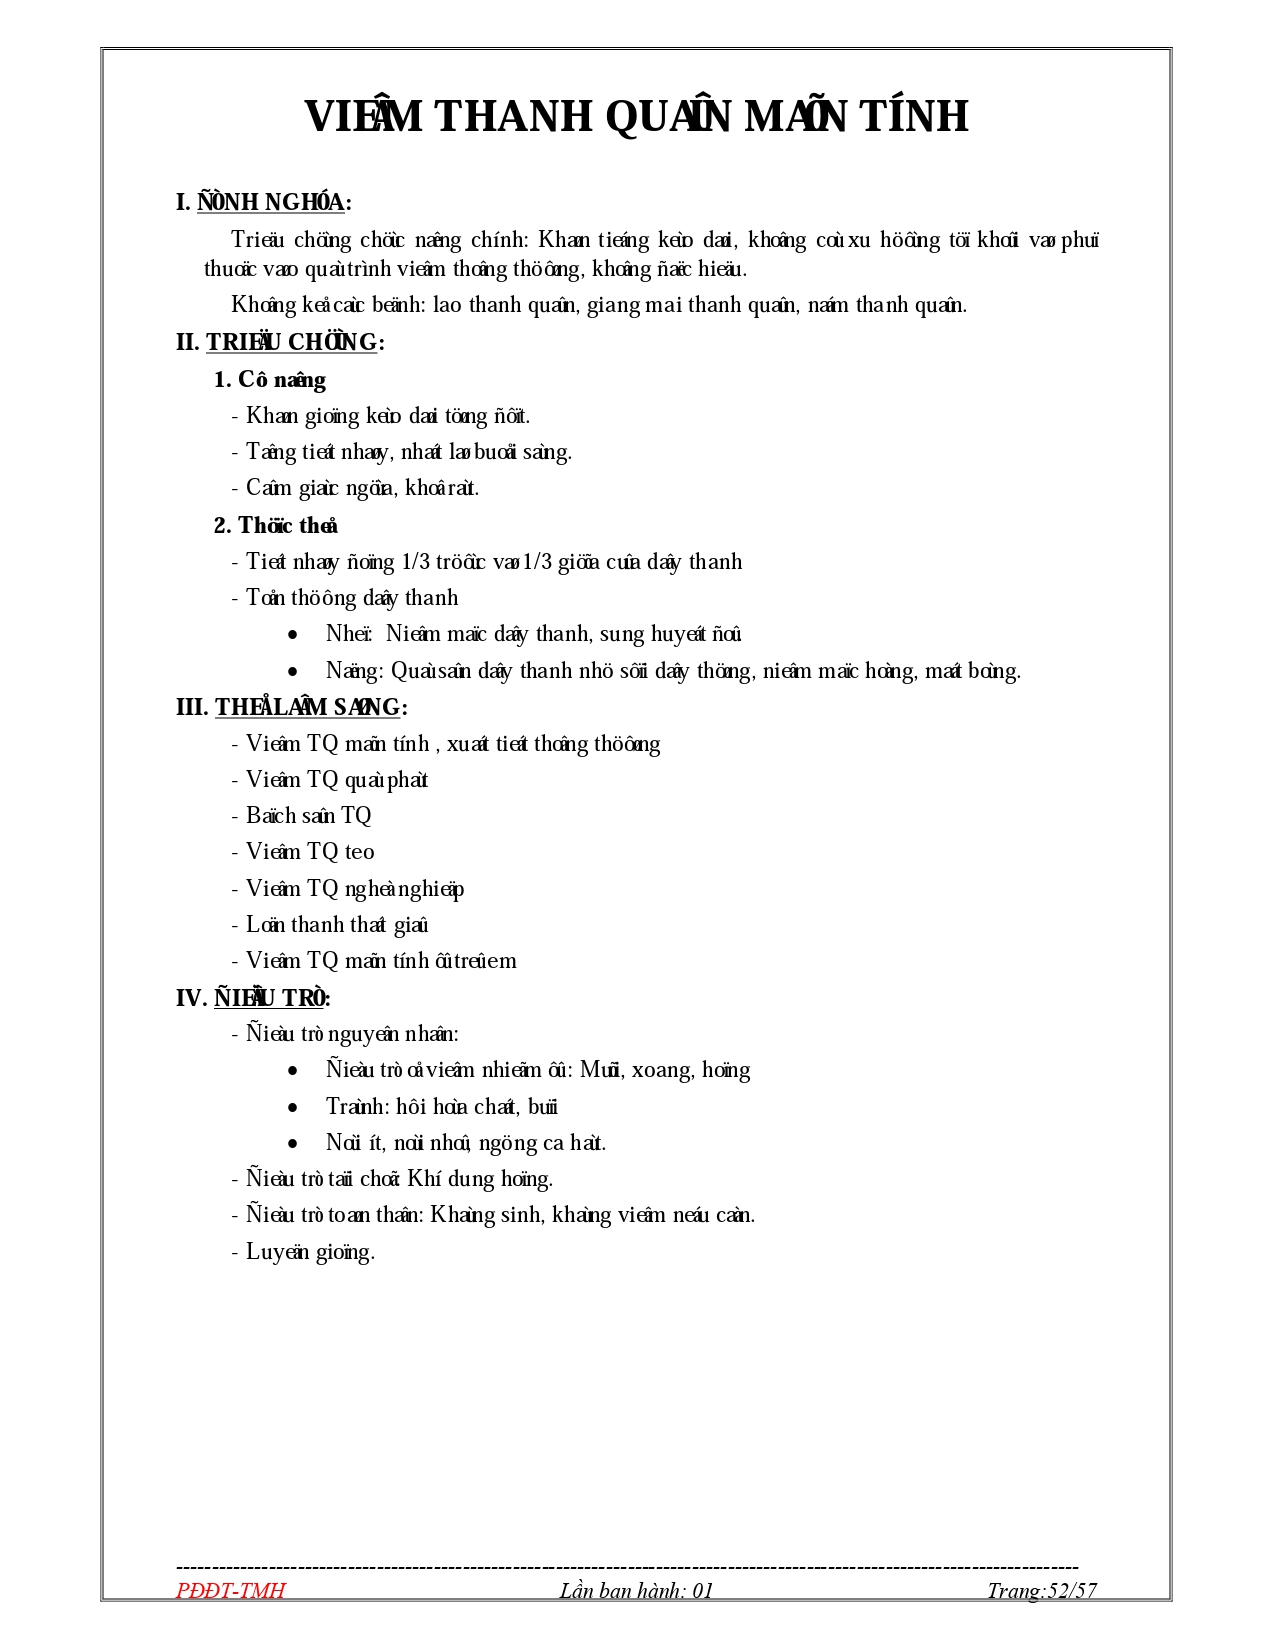 VIEÂM THANH QUAÛN MAÕN TÍNH
I. ÑÒNH NGHÓA:
Trieäu chöùng chöùc naêng chính: Khaøn tieáng keùo daøi, khoâng coù xu höôùng töï khoûi vaø phuï
thuoäc vaøo quaù trình vieâm thoâng thöôøng, khoâng ñaëc hieäu.
Khoâng keå caùc beänh: lao thanh quaûn, giang mai thanh quaûn, naám thanh quaûn.
II. TRIEÄU CHÖÙNG:
1. Cô naêng
- Khaøn gioïng keùo daøi töøng ñôït.
- Taêng tieát nhaøy, nhaát laø buoåi saùng.
- Caûm giaùc ngöùa, khoâ raùt.
2. Thöïc theå
- Tieát nhaøy ñoïng 1/3 tröôùc vaø 1/3 giöõa cuûa daây thanh
- Toån thöông daây thanh
• Nheï: Nieâm maïc daây thanh, sung huyeát ñoû.
• Naëng: Quaù saûn daây thanh nhö sôïi daây thöøng, nieâm maïc hoàng, maát boùng.
III. THEÅ LAÂM SAØNG:
- Vieâm TQ maõn tính , xuaát tieát thoâng thöôøng
- Vieâm TQ quaù phaùt
- Baïch saûn TQ
- Vieâm TQ teo
- Vieâm TQ ngheà nghieäp
- Loïan thanh thaát giaû
- Vieâm TQ maõn tính ôû treû em
IV. ÑIEÀU TRÒ:
- Ñieàu trò nguyeân nhaân:
• Ñieàu trò oå vieâm nhieãm ôû : Muõi, xoang, hoïng
• Traùnh: hôi hoùa chaát, buïi
• Noùi ít, noùi nhoû, ngöng ca haùt.
- Ñieàu trò taïi choã: Khí dung hoïng.
- Ñieàu trò toaøn thaân: Khaùng sinh, khaùng vieâm neáu caàn.
- Luyeän gioïng.
PĐĐT-TMH Lần ban hành: 01 Trang:52/57